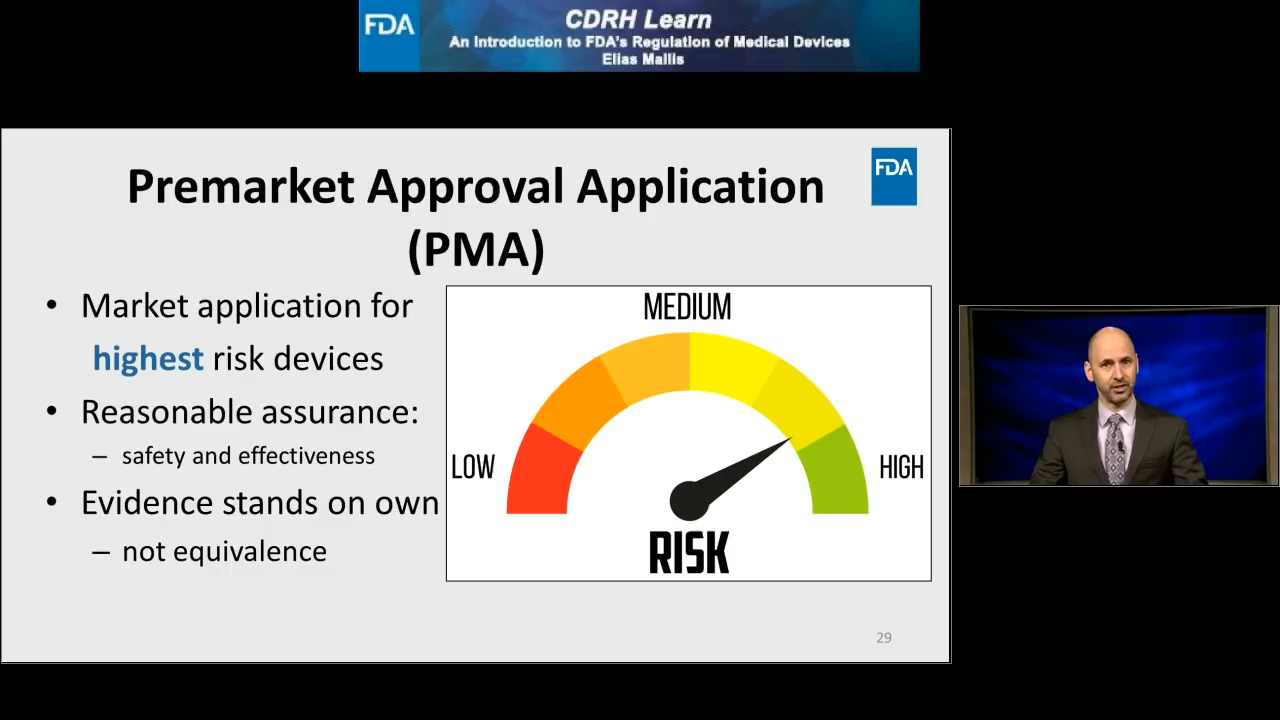 FDA
CDRH Learn
An Introduction to FDA's Regulation of Medical Devices
Elias Mallis
FDA
Premarket Approval Application
(PMA)
• Market application for
highest risk devices
• Reasonable assurance:
– safety and effectiveness
• Evidence stands on own
– not equivalence
MEDIUM
LOW
HIGH
RISK
29